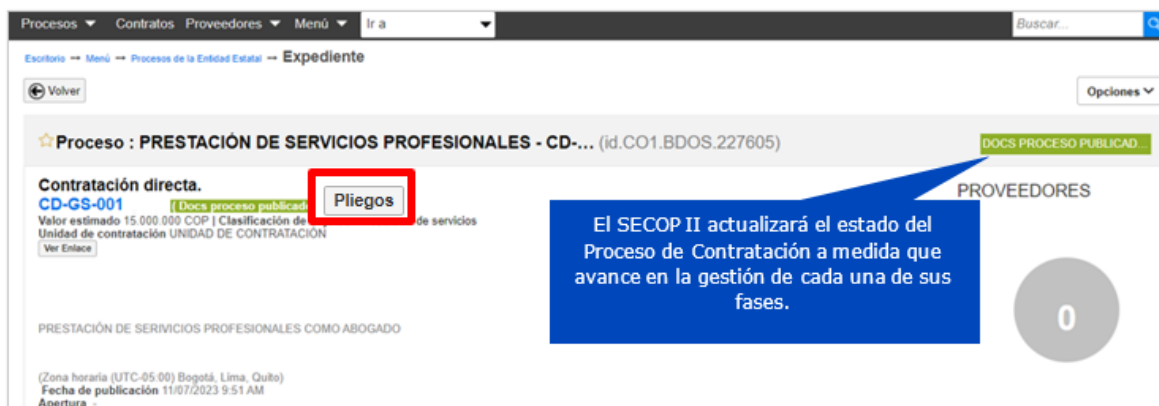 Procesos Contratos Proveedores Menú Ir a Buscar...
Escritorio → Menú → Procesos de la Entidad Estatal → Expediente
Volver Opciones
Proceso : PRESTACIÓN DE SERVICIOS PROFESIONALES - CD-... (id.CO1.BDOS.227605) DOCS PROCESO PUBLICAD...
Contratación directa. PROVEEDORES
CD-GS-001 ( Docs proceso publicado Pliegos
Valor estimado 15.000.000 COP | Clasificación de de servicios
Unidad de contratación UNIDAD DE CONTRATACIÓN
Ver Enlace
El SECOP II actualizará el estado del
Proceso de Contratación a medida que
avance en la gestión de cada una de sus
fases.
0
PRESTACIÓN DE SERIVICIOS PROFESIONALES COMO ABOGADO
(Zona horaria (UTC-05:00) Bogotá, Lima, Quito)
Fecha de publicación 11/07/2023 9:51 AM
Apertura -